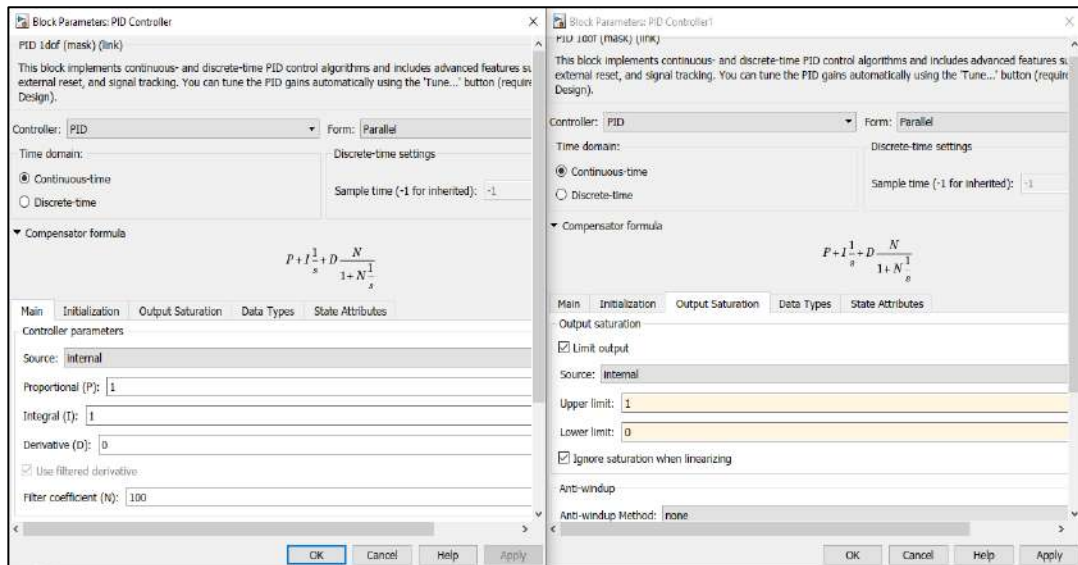 Block Parameters: PID Controller
PID 1dof (mask) (link)
This block implements continuous- and discrete-time PID control algorithms and includes advanced features su
external reset, and signal tracking. You can tune the PID gains automatically using the 'Tune...' button (require
Design).
Controller: PID Form: Parallel
Time domain: Discrete-time settings
Continuous-time
Sample time (-1 for inherited): -1
Discrete-time
Compensator formula
P+I 1/s +D N/(1+N 1/s)
Main Initialization Output Saturation Data Types State Attributes
Controller parameters
Source: internal
Proportional (P): 1
Integral (I): 1
Derivative (D): 0
Use filtered derivative
Filter coefficient (N): 100
OK Cancel Help Apply
Block Parameters: PID Controller1
PID 1dof (mask) (link)
This block implements continuous- and discrete-time PID control algorithms and includes advanced features su
external reset, and signal tracking. You can tune the PID gains automatically using the 'Tune...' button (require
Design).
Controller: PID Form: Parallel
Time domain: Discrete-time settings
Continuous-time
Sample time (-1 for inherited): -1
Discrete-time
Compensator formula
P+I 1/s +D N/(1+N 1/s)
Main Initialization Output Saturation Data Types State Attributes
Output saturation
Limit output
Source: internal
Upper limit: 1
Lower limit: 0
Ignore saturation when linearizing
Anti-windup
Anti-windup Method: none
OK Cancel Help Apply